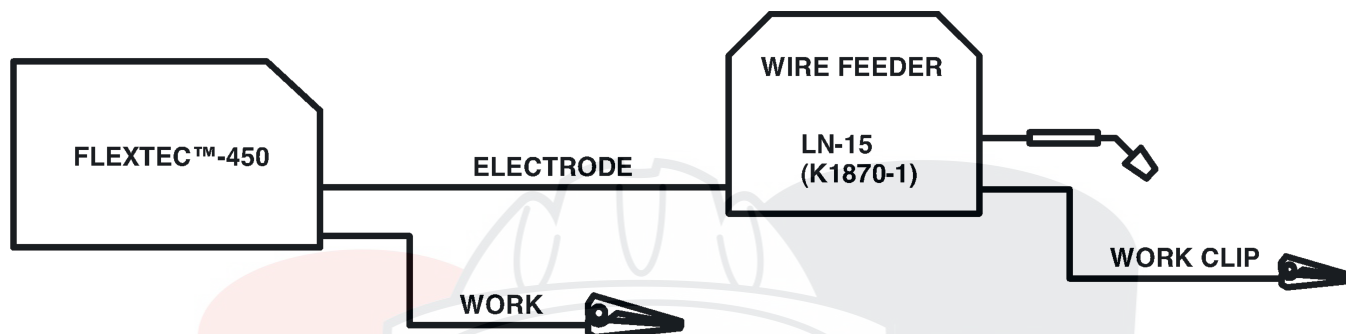 WIRE FEEDER
FLEXTEC™-450
LN-15
(K1870-1)
ELECTRODE
WORK CLIP
WORK